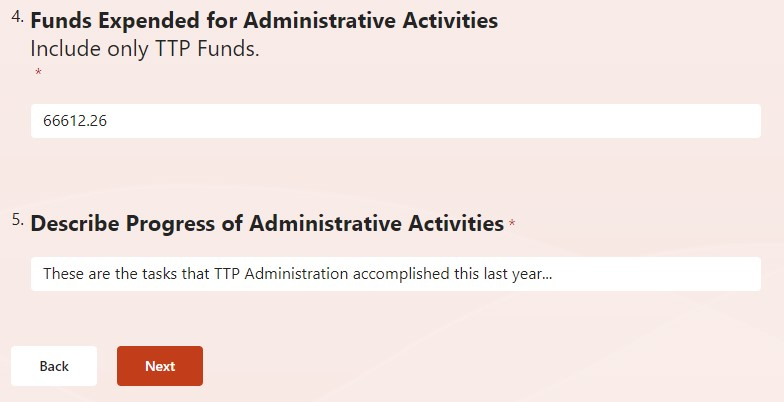 4. Funds Expended for Administrative Activities
Include only TTP Funds.
*
66612.26
5. Describe Progress of Administrative Activities *
These are the tasks that TTP Administration accomplished this last year...
Back Next